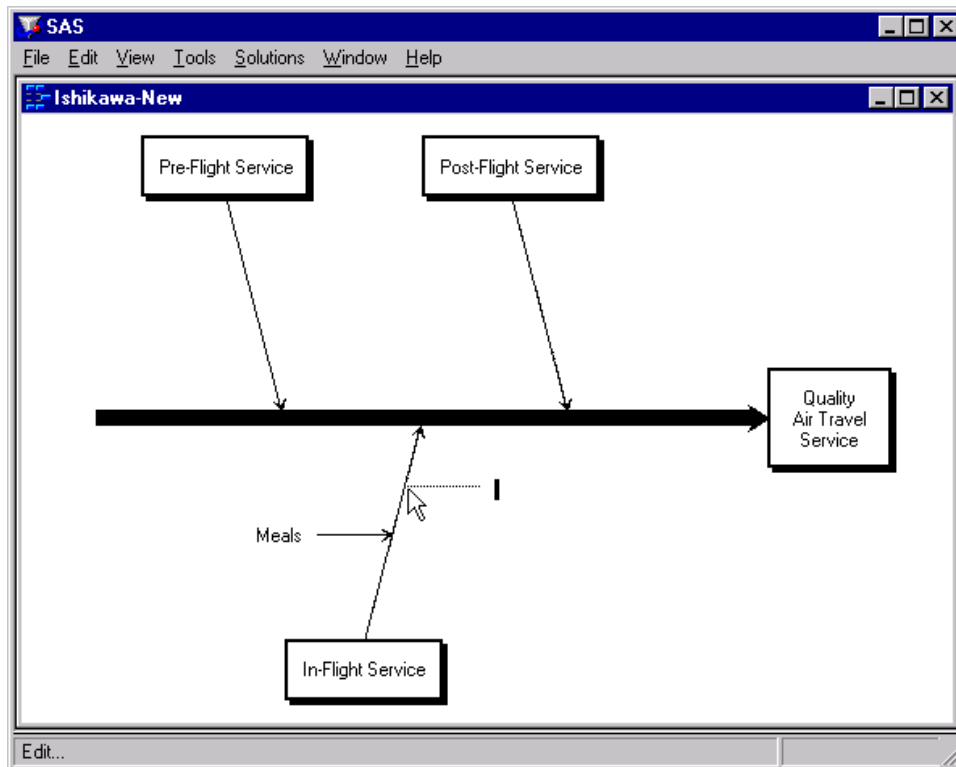 SAS
File Edit View Tools Solutions Window Help
Ishikawa-New
Pre-Flight Service
Post-Flight Service
Quality
Air Travel
Service
Meals
In-Flight Service
Edit...